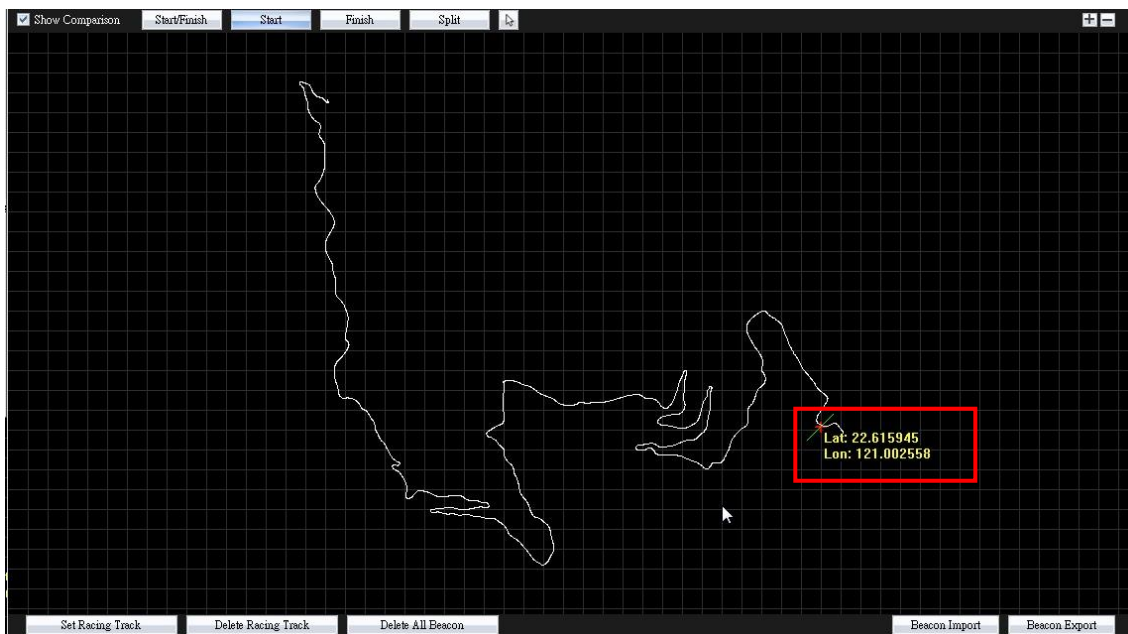 Show Comparison Start/Finish Start Finish Split
Lat: 22.615945
Lon: 121.002558
Set Racing Track Delete Racing Track Delete All Beacon Beacon Import Beacon Export